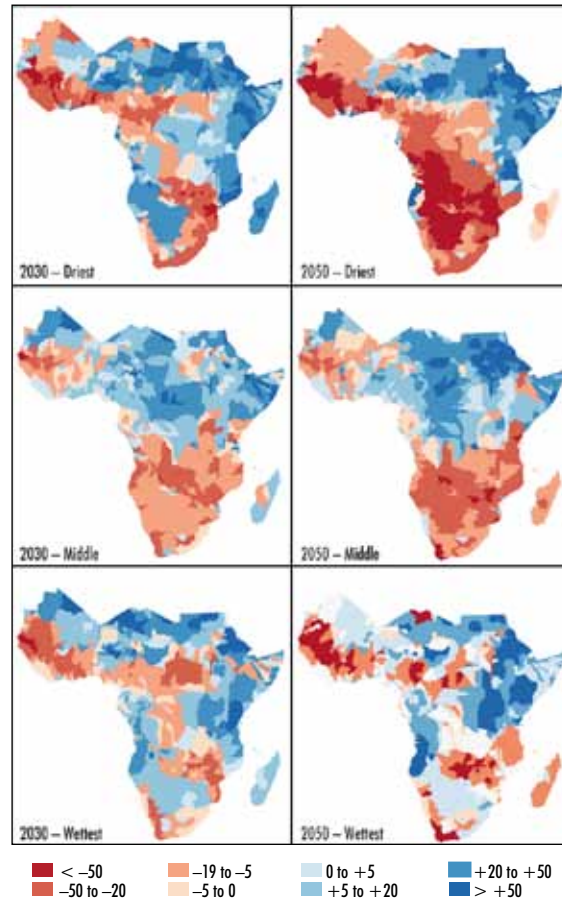 2030 – Driest
2050 – Driest
2030 – Middle
2050 – Middle
2030 – Wettest
2050 – Wettest
< –50
–19 to –5
0 to +5
+20 to +50
–50 to –20
–5 to 0
+5 to +20
> +50